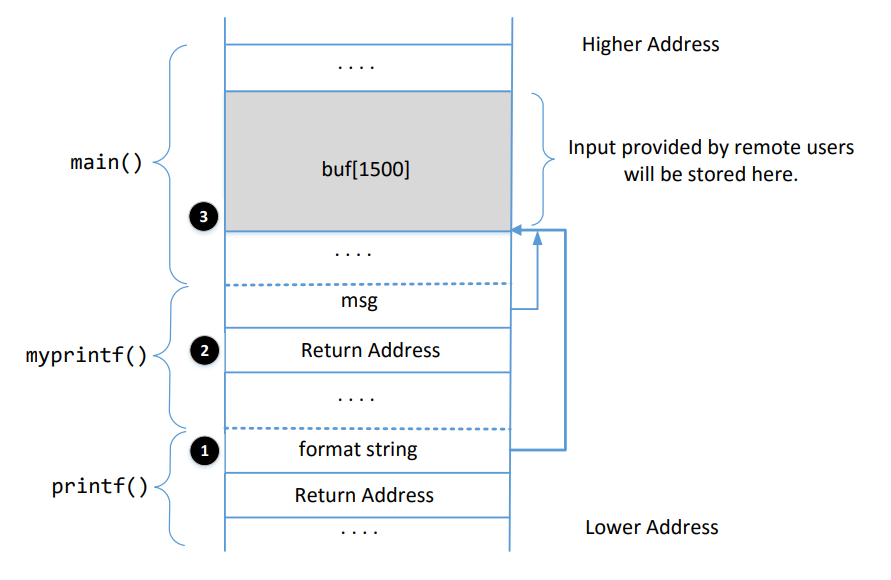 Higher Address
. . . .
main()
buf[1500]
Input provided by remote users
will be stored here.
3
. . . .
msg
myprintf()
2
Return Address
. . . .
1
format string
printf()
Return Address
. . . .
Lower Address